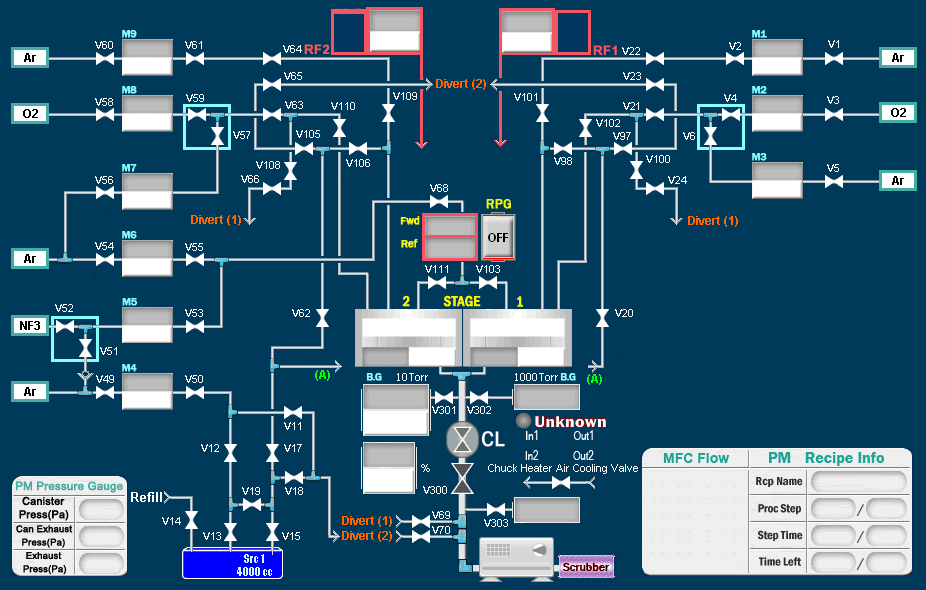 M9
M1
V60 V61 V64 RF2 RF1 V22 V2 V1
Ar Ar
V65 Divert (2) V23
M8 M2
V58 V59 V63 V110 V109 V101 V102 V21 V4 V3
O2 O2
V57 V105 V97 V6
V106 V98
M7 M3
V56 V66 V108 V100 V24 V5
Ar
V68
Divert (1) RPG Divert (1)
Fwd
Ref OFF
M6
V54 V55
Ar
V111 V103
M5 2 STAGE 1
V52 V53 V62 V20
NF3
V51
M4 (A) B.G 10Torr 1000Torr B.G (A)
V49 V50
Ar
V11 V301 V302
Unknown
CL In1 Out1
V12 V17 In2 Out2
% Chuck Heater Air Cooling Valve
V19 V18 V300
PM Pressure Gauge
Canister
Press(Pa)
Can Exhaust
Press(Pa)
Exhaust
Press(Pa)
Refill
V14 V13 V15
Divert (1) V69 V303
Divert (2) V70
Src 1
4000 cc
Scrubber
MFC Flow PM Recipe Info
Rcp Name
Proc Step /
Step Time /
Time Left /